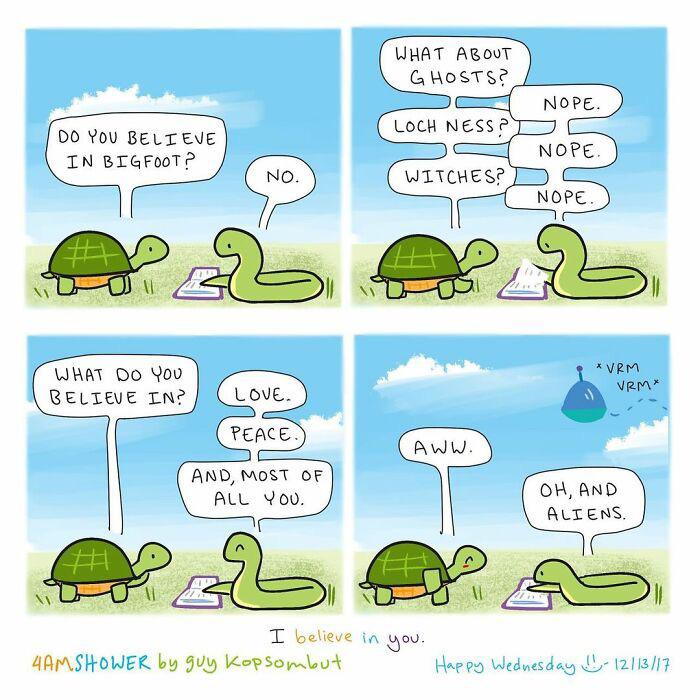 DO YOU BELIEVE
IN BIGFOOT?
NO.
WHAT ABOUT
GHOSTS?
NOPE.
LOCH NESS?
NOPE.
WITCHES?
NOPE.
WHAT DO YOU
BELIEVE IN?
LOVE.
PEACE.
AND, MOST OF
ALL YOU.
*VRM
VRM*
AWW.
OH, AND
ALIENS.
I believe in you.
4AMSHOWER by guy kopsombut
Happy Wednesday - 12/13/17